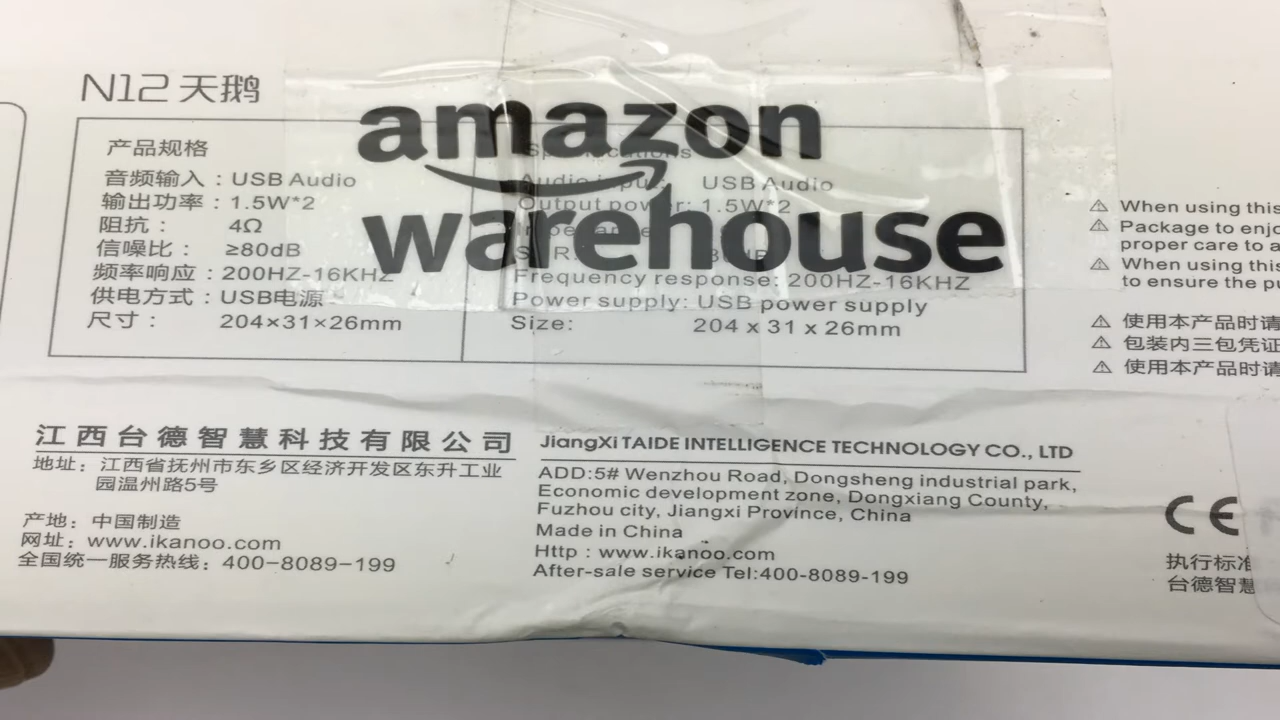 N12 天鹅
amazon
warehouse
产品规格
音频输入：USB Audio
输出功率：1.5W*2
阻抗： 4Ω
信噪比： ≥80dB
频率响应：200HZ-16KHZ
供电方式：USB电源
尺寸： 204×31×26mm
Specifications
Audio input: USB Audio
Output power: 1.5W*2
Frequency response: 200HZ-16KHZ
Power supply: USB power supply
Size: 204 x 31 x 26mm
When using this
Package to enjo
proper care to a
When using this
to ensure the pu
使用本产品时请
包装内三包凭证
使用本产品时请
江西台德智慧科技有限公司
地址：江西省抚州市东乡区经济开发区东升工业
园温州路5号
产地：中国制造
网址：www.ikanoo.com
全国统一服务热线：400-8089-199
JiangXi TAIDE INTELLIGENCE TECHNOLOGY CO., LTD
ADD:5# Wenzhou Road, Dongsheng industrial park,
Economic development zone, Dongxiang County,
Fuzhou city, Jiangxi Province, China
Made in China
Http : www.ikanoo.com
After-sale service Tel:400-8089-199
CE
执行标准
台德智慧